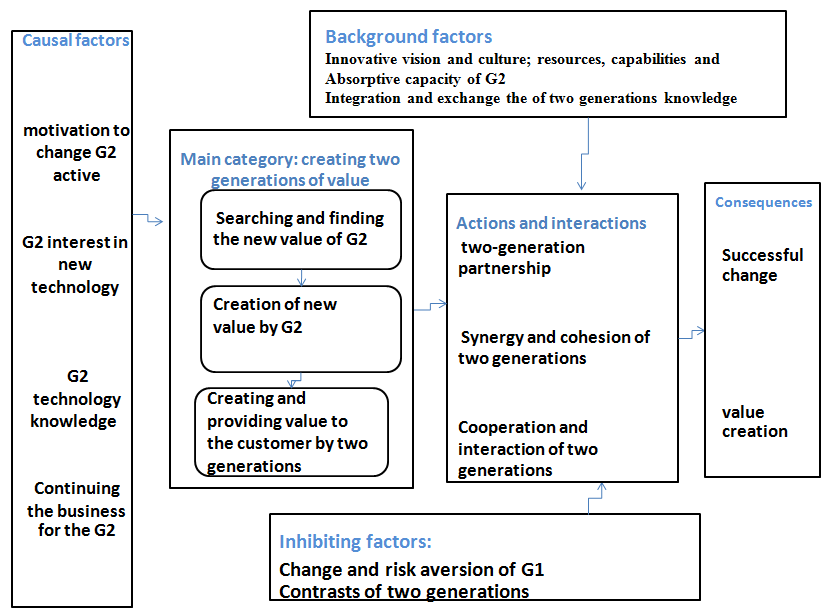 Causal factors
motivation to
change G2
active
G2 interest in
new
technology
G2
technology
knowledge
Continuing
the business
for the G2
Background factors
Innovative vision and culture; resources, capabilities and
Absorptive capacity of G2
Integration and exchange the of two generations knowledge
Main category: creating two
generations of value
Searching and finding
the new value of G2
Creation of new
value by G2
Creating and
providing value to
the customer by two
generations
Actions and interactions
two-generation
partnership
Synergy and cohesion of
two generations
Cooperation and
interaction of two
generations
Consequences
Successful
change
value
creation
Inhibiting factors:
Change and risk aversion of G1
Contrasts of two generations